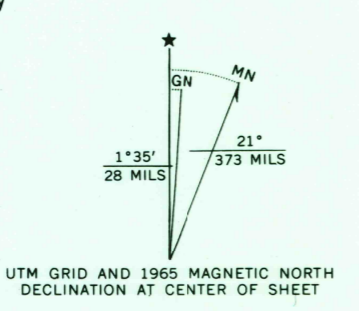 GN
MN
1°35′
28 MILS
21°
373 MILS
UTM GRID AND 1965 MAGNETIC NORTH
DECLINATION AT CENTER OF SHEET